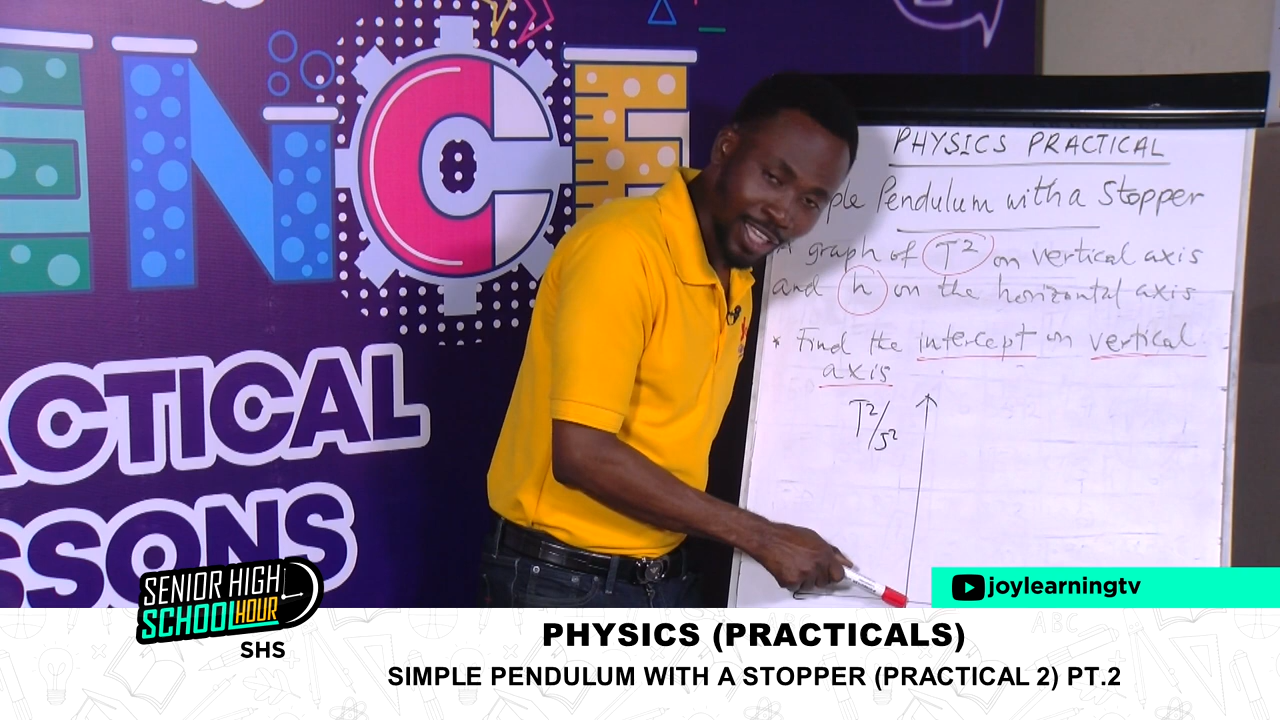 ENCE
ACTICAL
SSONS
PHYSICS PRACTICAL
ple Pendulum with a Stopper
A graph of T² on vertical axis
and h on the horizontal axis
* Find the intercept on vertical
axis
T²/s²
joylearningtv
SENIOR HIGH
SCHOOL HOUR
SHS
PHYSICS (PRACTICALS)
SIMPLE PENDULUM WITH A STOPPER (PRACTICAL 2) PT.2
ABC